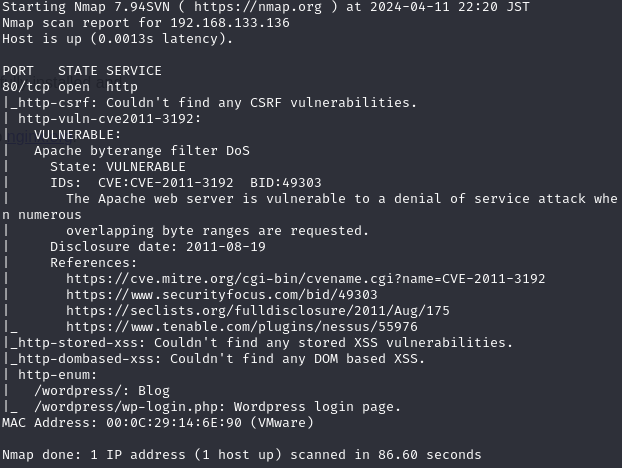 Starting Nmap 7.94SVN ( https://nmap.org ) at 2024-04-11 22:20 JST
Nmap scan report for 192.168.133.136
Host is up (0.0013s latency).
PORT   STATE SERVICE
80/tcp open  http
|_http-csrf: Couldn't find any CSRF vulnerabilities.
| http-vuln-cve2011-3192:
|   VULNERABLE:
|   Apache byterange filter DoS
|     State: VULNERABLE
|     IDs:  CVE:CVE-2011-3192  BID:49303
|       The Apache web server is vulnerable to a denial of service attack whe
n numerous
|       overlapping byte ranges are requested.
|     Disclosure date: 2011-08-19
|     References:
|       https://cve.mitre.org/cgi-bin/cvename.cgi?name=CVE-2011-3192
|       https://www.securityfocus.com/bid/49303
|       https://seclists.org/fulldisclosure/2011/Aug/175
|_      https://www.tenable.com/plugins/nessus/55976
|_http-stored-xss: Couldn't find any stored XSS vulnerabilities.
|_http-dombased-xss: Couldn't find any DOM based XSS.
| http-enum:
|   /wordpress/: Blog
|_  /wordpress/wp-login.php: Wordpress login page.
MAC Address: 00:0C:29:14:6E:90 (VMware)
Nmap done: 1 IP address (1 host up) scanned in 86.60 seconds